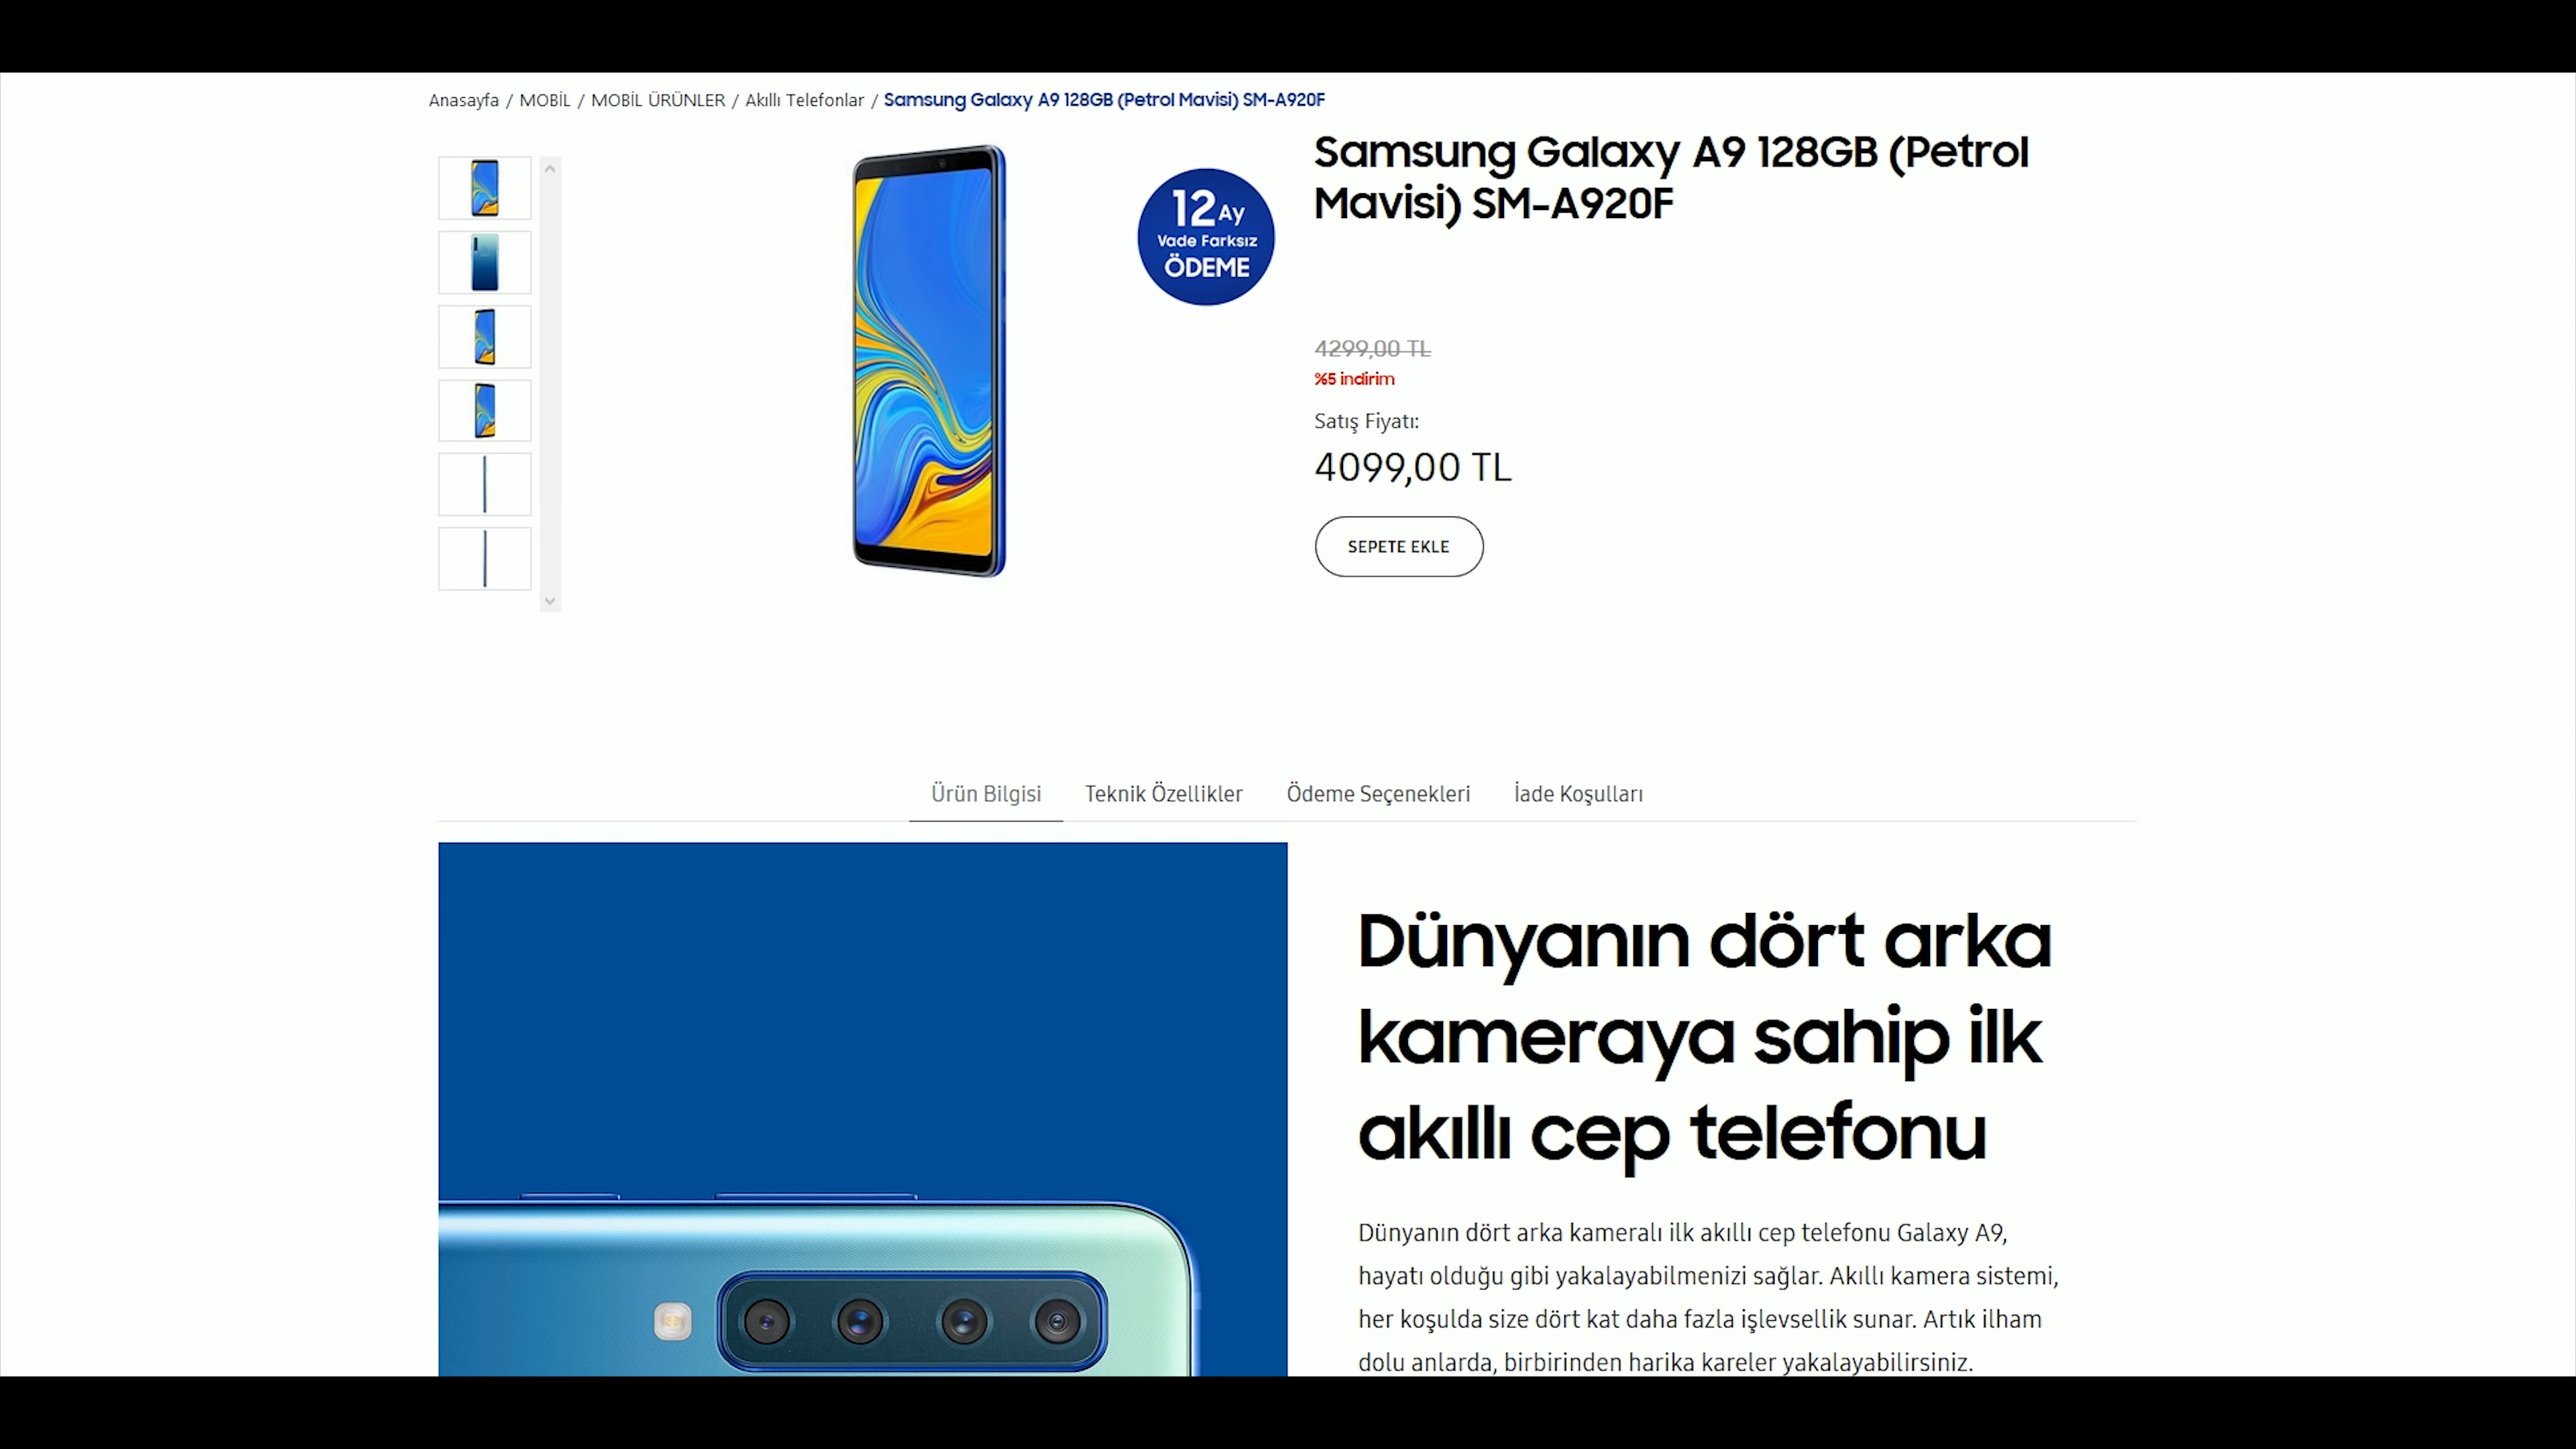 Anasayfa / MOBİL / MOBİL ÜRÜNLER / Akıllı Telefonlar / Samsung Galaxy A9 128GB (Petrol Mavisi) SM-A920F
12 Ay
Vade Farksız
ÖDEME
Samsung Galaxy A9 128GB (Petrol
Mavisi) SM-A920F
4299,00 TL
%5 indirim
Satış Fiyatı:
4099,00 TL
SEPETE EKLE
Ürün Bilgisi Teknik Özellikler Ödeme Seçenekleri İade Koşulları
Dünyanın dört arka
kameraya sahip ilk
akıllı cep telefonu
Dünyanın dört arka kameralı ilk akıllı cep telefonu Galaxy A9,
hayatı olduğu gibi yakalayabilmenizi sağlar. Akıllı kamera sistemi,
her koşulda size dört kat daha fazla işlevsellik sunar. Artık ilham
dolu anlarda, birbirinden harika kareler yakalayabilirsiniz.